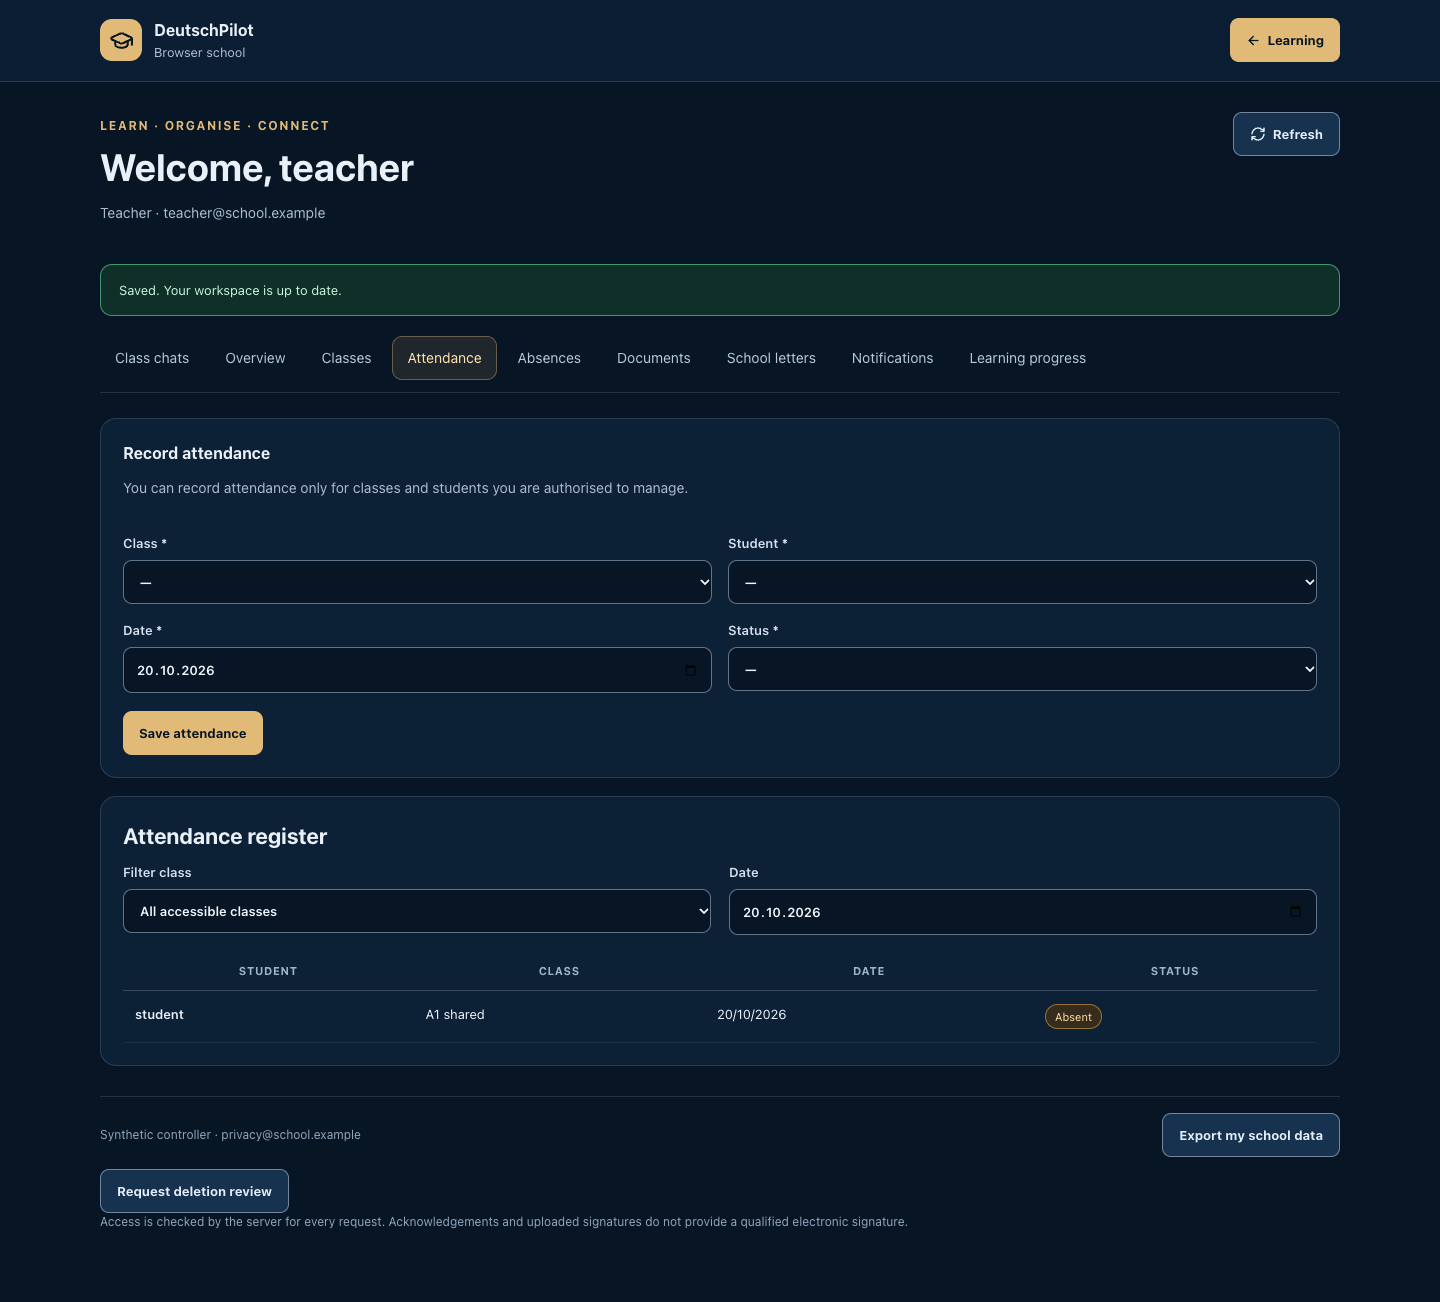 DeutschPilot
Browser school
Learning
LEARN · ORGANISE · CONNECT
Welcome, teacher
Teacher · teacher@school.example
Refresh
Saved. Your workspace is up to date.
Class chats Overview Classes Attendance Absences Documents School letters Notifications Learning progress
Record attendance
You can record attendance only for classes and students you are authorised to manage.
Class * Student *
— —
Date * Status *
20.10.2026 —
Save attendance
Attendance register
Filter class Date
All accessible classes 20.10.2026
STUDENT CLASS DATE STATUS
student A1 shared 20/10/2026 Absent
Synthetic controller · privacy@school.example
Export my school data
Request deletion review
Access is checked by the server for every request. Acknowledgements and uploaded signatures do not provide a qualified electronic signature.